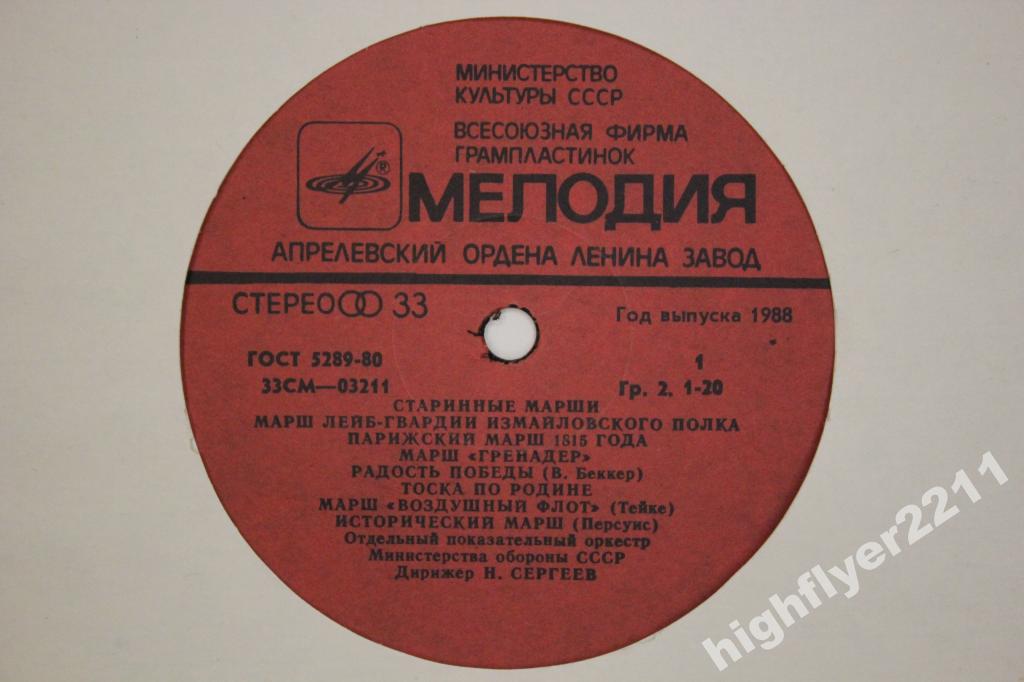 МИНИСТЕРСТВО
КУЛЬТУРЫ СССР
ВСЕСОЮЗНАЯ ФИРМА
ГРАМПЛАСТИНОК
®
МЕЛОДИЯ
АПРЕЛЕВСКИЙ ОРДЕНА ЛЕНИНА ЗАВОД
СТЕРЕО 33
Год выпуска 1988
ГОСТ 5289-80 1
33СМ—03211 Гр. 2. 1-20
СТАРИННЫЕ МАРШИ
МАРШ ЛЕЙБ-ГВАРДИИ ИЗМАЙЛОВСКОГО ПОЛКА
ПАРИЖСКИЙ МАРШ 1815 ГОДА
МАРШ «ГРЕНАДЕР»
РАДОСТЬ ПОБЕДЫ (В. Беккер)
ТОСКА ПО РОДИНЕ
МАРШ «ВОЗДУШНЫЙ ФЛОТ» (Тейке)
ИСТОРИЧЕСКИЙ МАРШ (Персуис)
Отдельный показательный оркестр
Министерства обороны СССР
Дирижер Н. СЕРГЕЕВ
highflyer2211